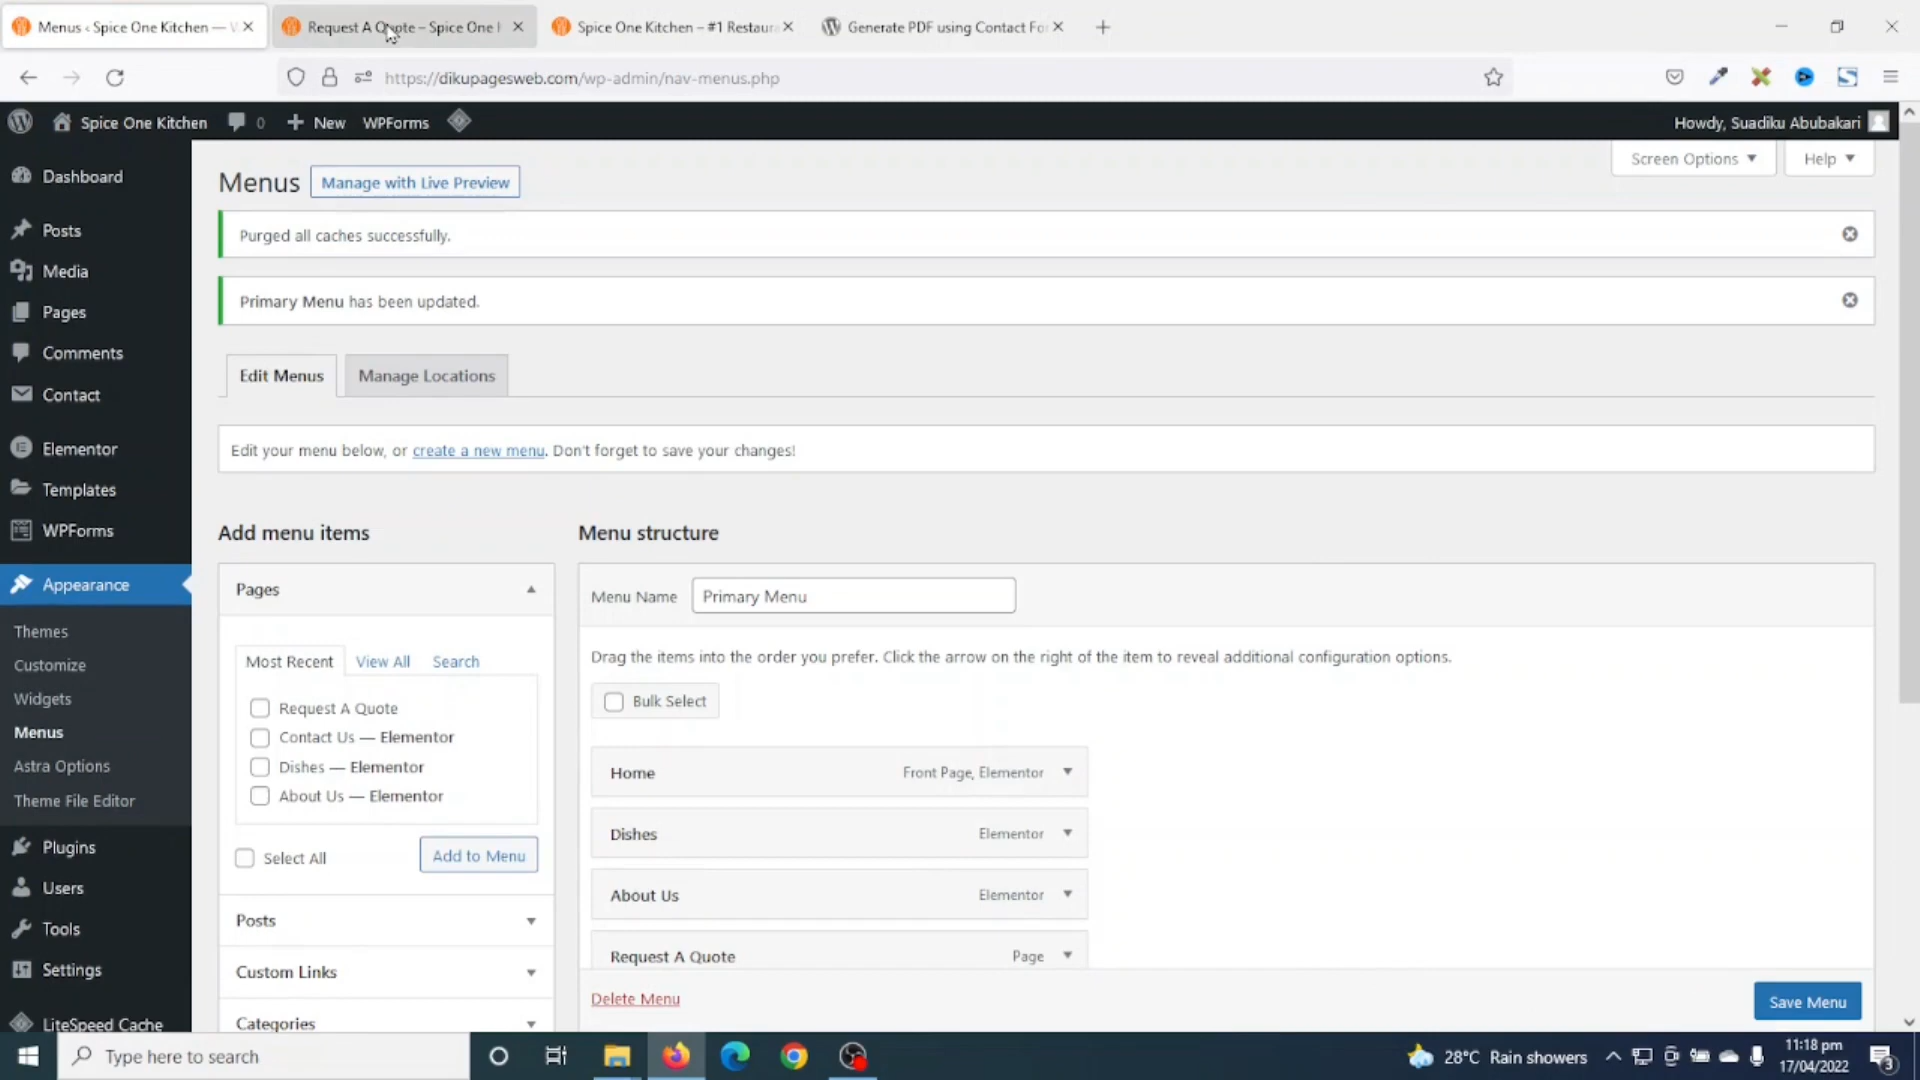 Menus ‹ Spice One Kitchen — W
Request A Quote – Spice One
Spice One Kitchen – #1 Restaura
Generate PDF using Contact Fo
https://dikupagesweb.com/wp-admin/nav-menus.php
Spice One Kitchen 0 New WPForms
Howdy, Suadiku Abubakari
Screen Options Help
Dashboard
Posts
Media
Pages
Comments
Contact
Elementor
Templates
WPForms
Appearance
Themes
Customize
Widgets
Menus
Astra Options
Theme File Editor
Plugins
Users
Tools
Settings
LiteSpeed Cache
Menus Manage with Live Preview
Purged all caches successfully.
Primary Menu has been updated.
Edit Menus Manage Locations
Edit your menu below, or create a new menu. Don't forget to save your changes!
Add menu items
Pages
Most Recent View All Search
Request A Quote
Contact Us — Elementor
Dishes — Elementor
About Us — Elementor
Select All Add to Menu
Posts
Custom Links
Categories
Menu structure
Menu Name Primary Menu
Drag the items into the order you prefer. Click the arrow on the right of the item to reveal additional configuration options.
Bulk Select
Home Front Page, Elementor
Dishes Elementor
About Us Elementor
Request A Quote Page
Delete Menu Save Menu
Type here to search
28°C Rain showers
11:18 pm
17/04/2022
3